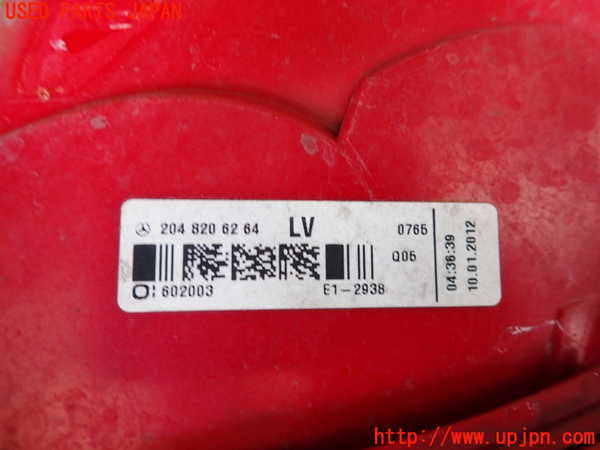 USED PARTS JAPAN
204 820 62 64 LV 0765
Q05
602003 E1-2938
04:36:39
10.01.2012
http://www.upjpn.com/